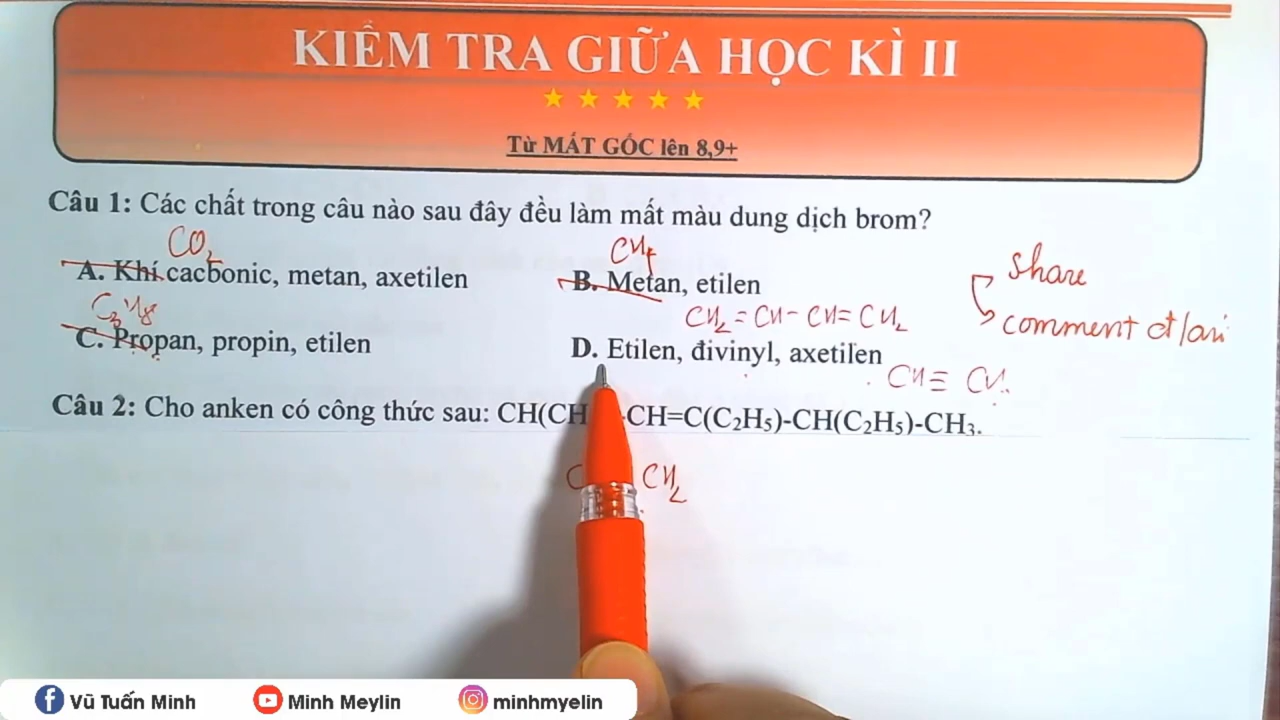 KIỂM TRA GIỮA HỌC KÌ II
Từ MẤT GỐC lên 8,9+
Câu 1: Các chất trong câu nào sau đây đều làm mất màu dung dịch brom?
CO2
CH4
A. Khí cacbonic, metan, axetilen
B. Metan, etilen
Share
C3H8
CH2 = CH - CH = CH2
comment đ/án
C. Propan, propin, etilen
D. Etilen, đivinyl, axetilen
CH ≡ CH
Câu 2: Cho anken có công thức sau: CH(CH CH=C(C2H5)-CH(C2H5)-CH3.
CH2
Vũ Tuấn Minh
Minh Meylin
minhmyelin